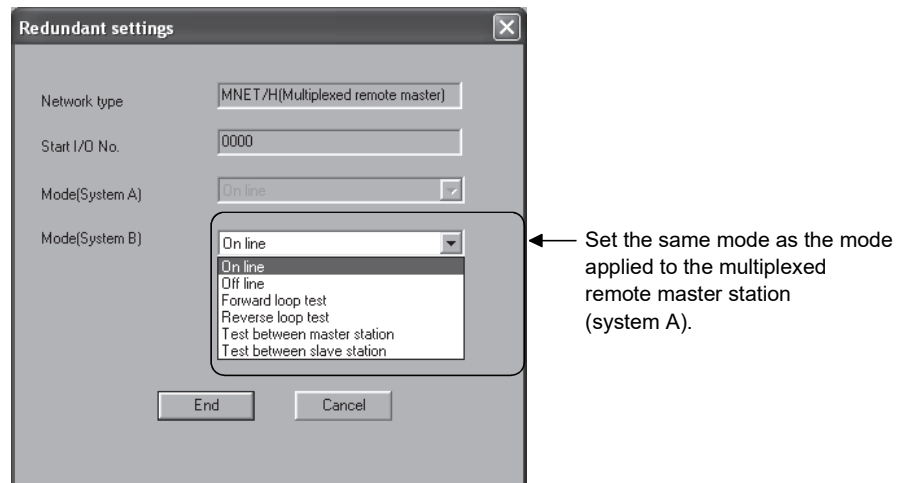 Redundant settings
Network type
MNET/H(Multiplexed remote master)
Start I/O No.
0000
Mode(System A)
On line
Mode(System B)
On line
On line
Off line
Forward loop test
Reverse loop test
Test between master station
Test between slave station
End
Cancel
Set the same mode as the mode
applied to the multiplexed
remote master station
(system A).